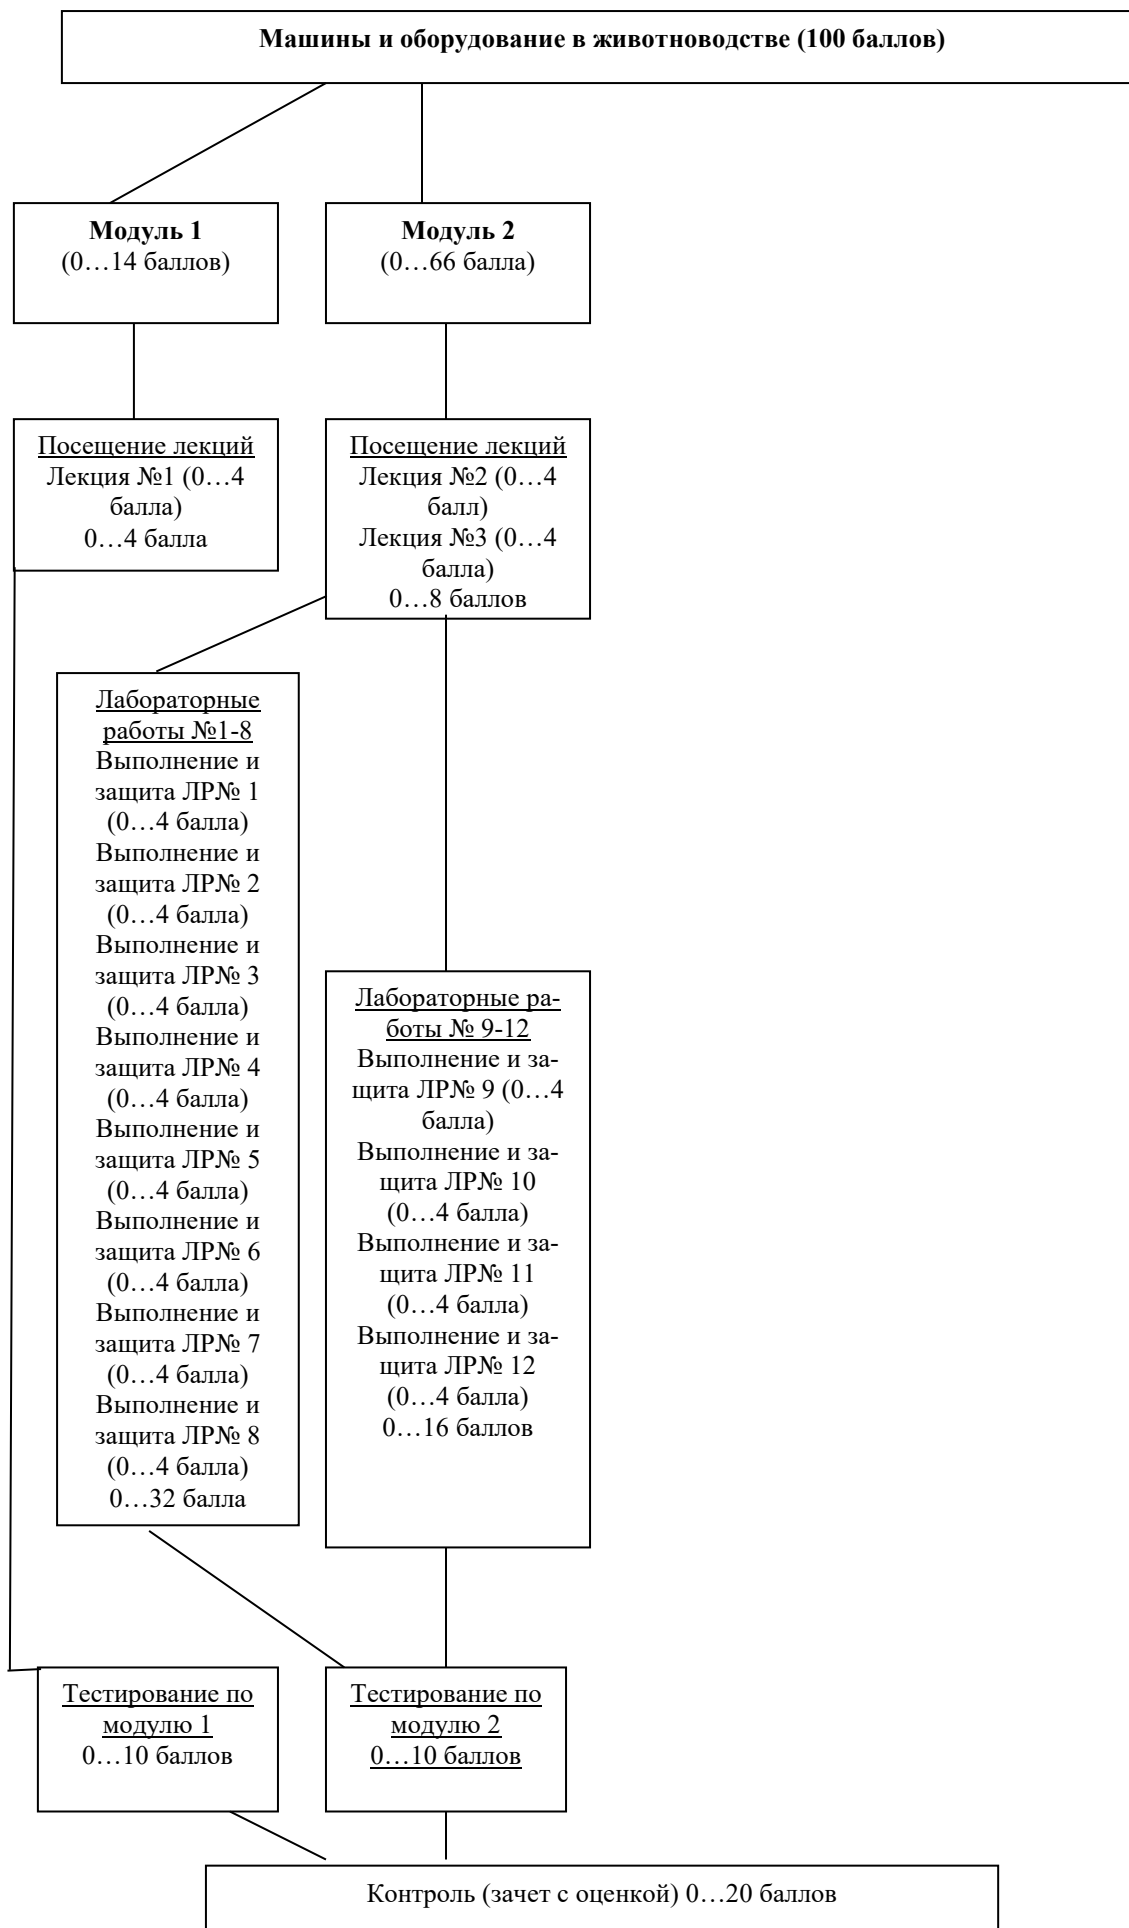 Машины и оборудование в животноводстве (100 баллов)
Модуль 1
(0…14 баллов)
Модуль 2
(0…66 балла)
Посещение лекций
Лекция №1 (0…4
балла)
0…4 балла
Посещение лекций
Лекция №2 (0…4
балл)
Лекция №3 (0…4
балла)
0…8 баллов
Лабораторные
работы №1-8
Выполнение и
защита ЛР№ 1
(0…4 балла)
Выполнение и
защита ЛР№ 2
(0…4 балла)
Выполнение и
защита ЛР№ 3
(0…4 балла)
Выполнение и
защита ЛР№ 4
(0…4 балла)
Выполнение и
защита ЛР№ 5
(0…4 балла)
Выполнение и
защита ЛР№ 6
(0…4 балла)
Выполнение и
защита ЛР№ 7
(0…4 балла)
Выполнение и
защита ЛР№ 8
(0…4 балла)
0…32 балла
Лабораторные ра-
боты № 9-12
Выполнение и за-
щита ЛР№ 9 (0…4
балла)
Выполнение и за-
щита ЛР№ 10
(0…4 балла)
Выполнение и за-
щита ЛР№ 11
(0…4 балла)
Выполнение и за-
щита ЛР№ 12
(0…4 балла)
0…16 баллов
Тестирование по
модулю 1
0…10 баллов
Тестирование по
модулю 2
0…10 баллов
Контроль (зачет с оценкой) 0…20 баллов